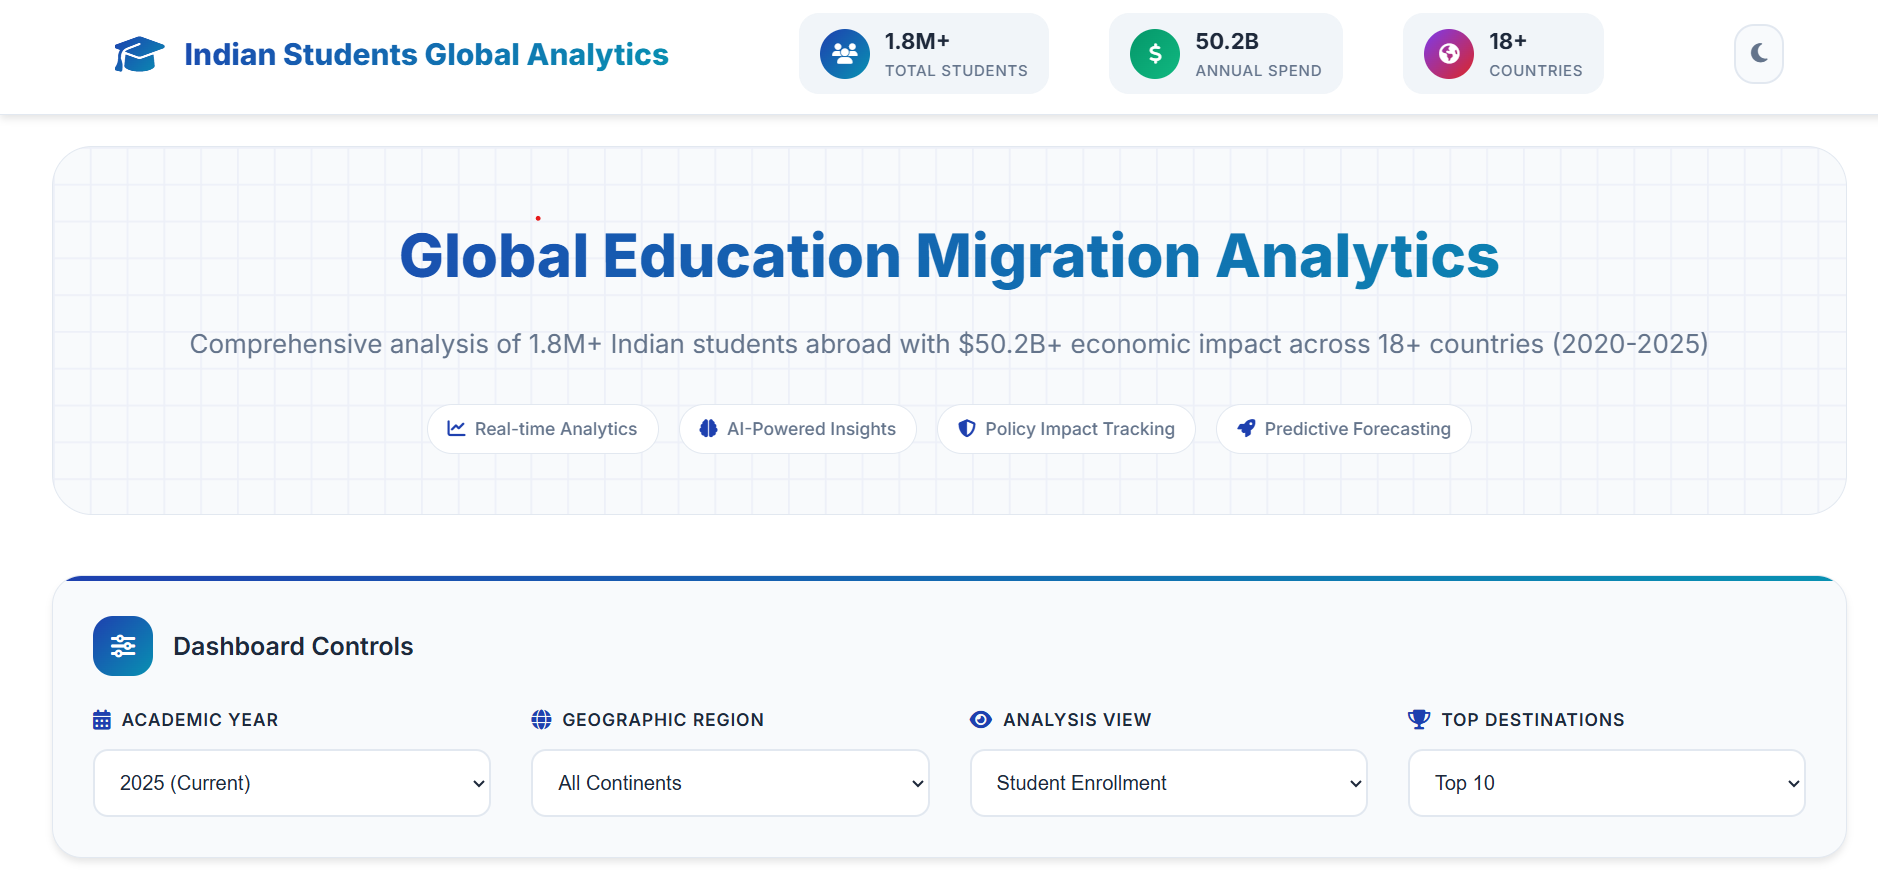 Indian Students Global Analytics
1.8M+
TOTAL STUDENTS
50.2B
ANNUAL SPEND
18+
COUNTRIES
Global Education Migration Analytics
Comprehensive analysis of 1.8M+ Indian students abroad with $50.2B+ economic impact across 18+ countries (2020-2025)
Real-time Analytics
AI-Powered Insights
Policy Impact Tracking
Predictive Forecasting
Dashboard Controls
ACADEMIC YEAR
2025 (Current)
GEOGRAPHIC REGION
All Continents
ANALYSIS VIEW
Student Enrollment
TOP DESTINATIONS
Top 10